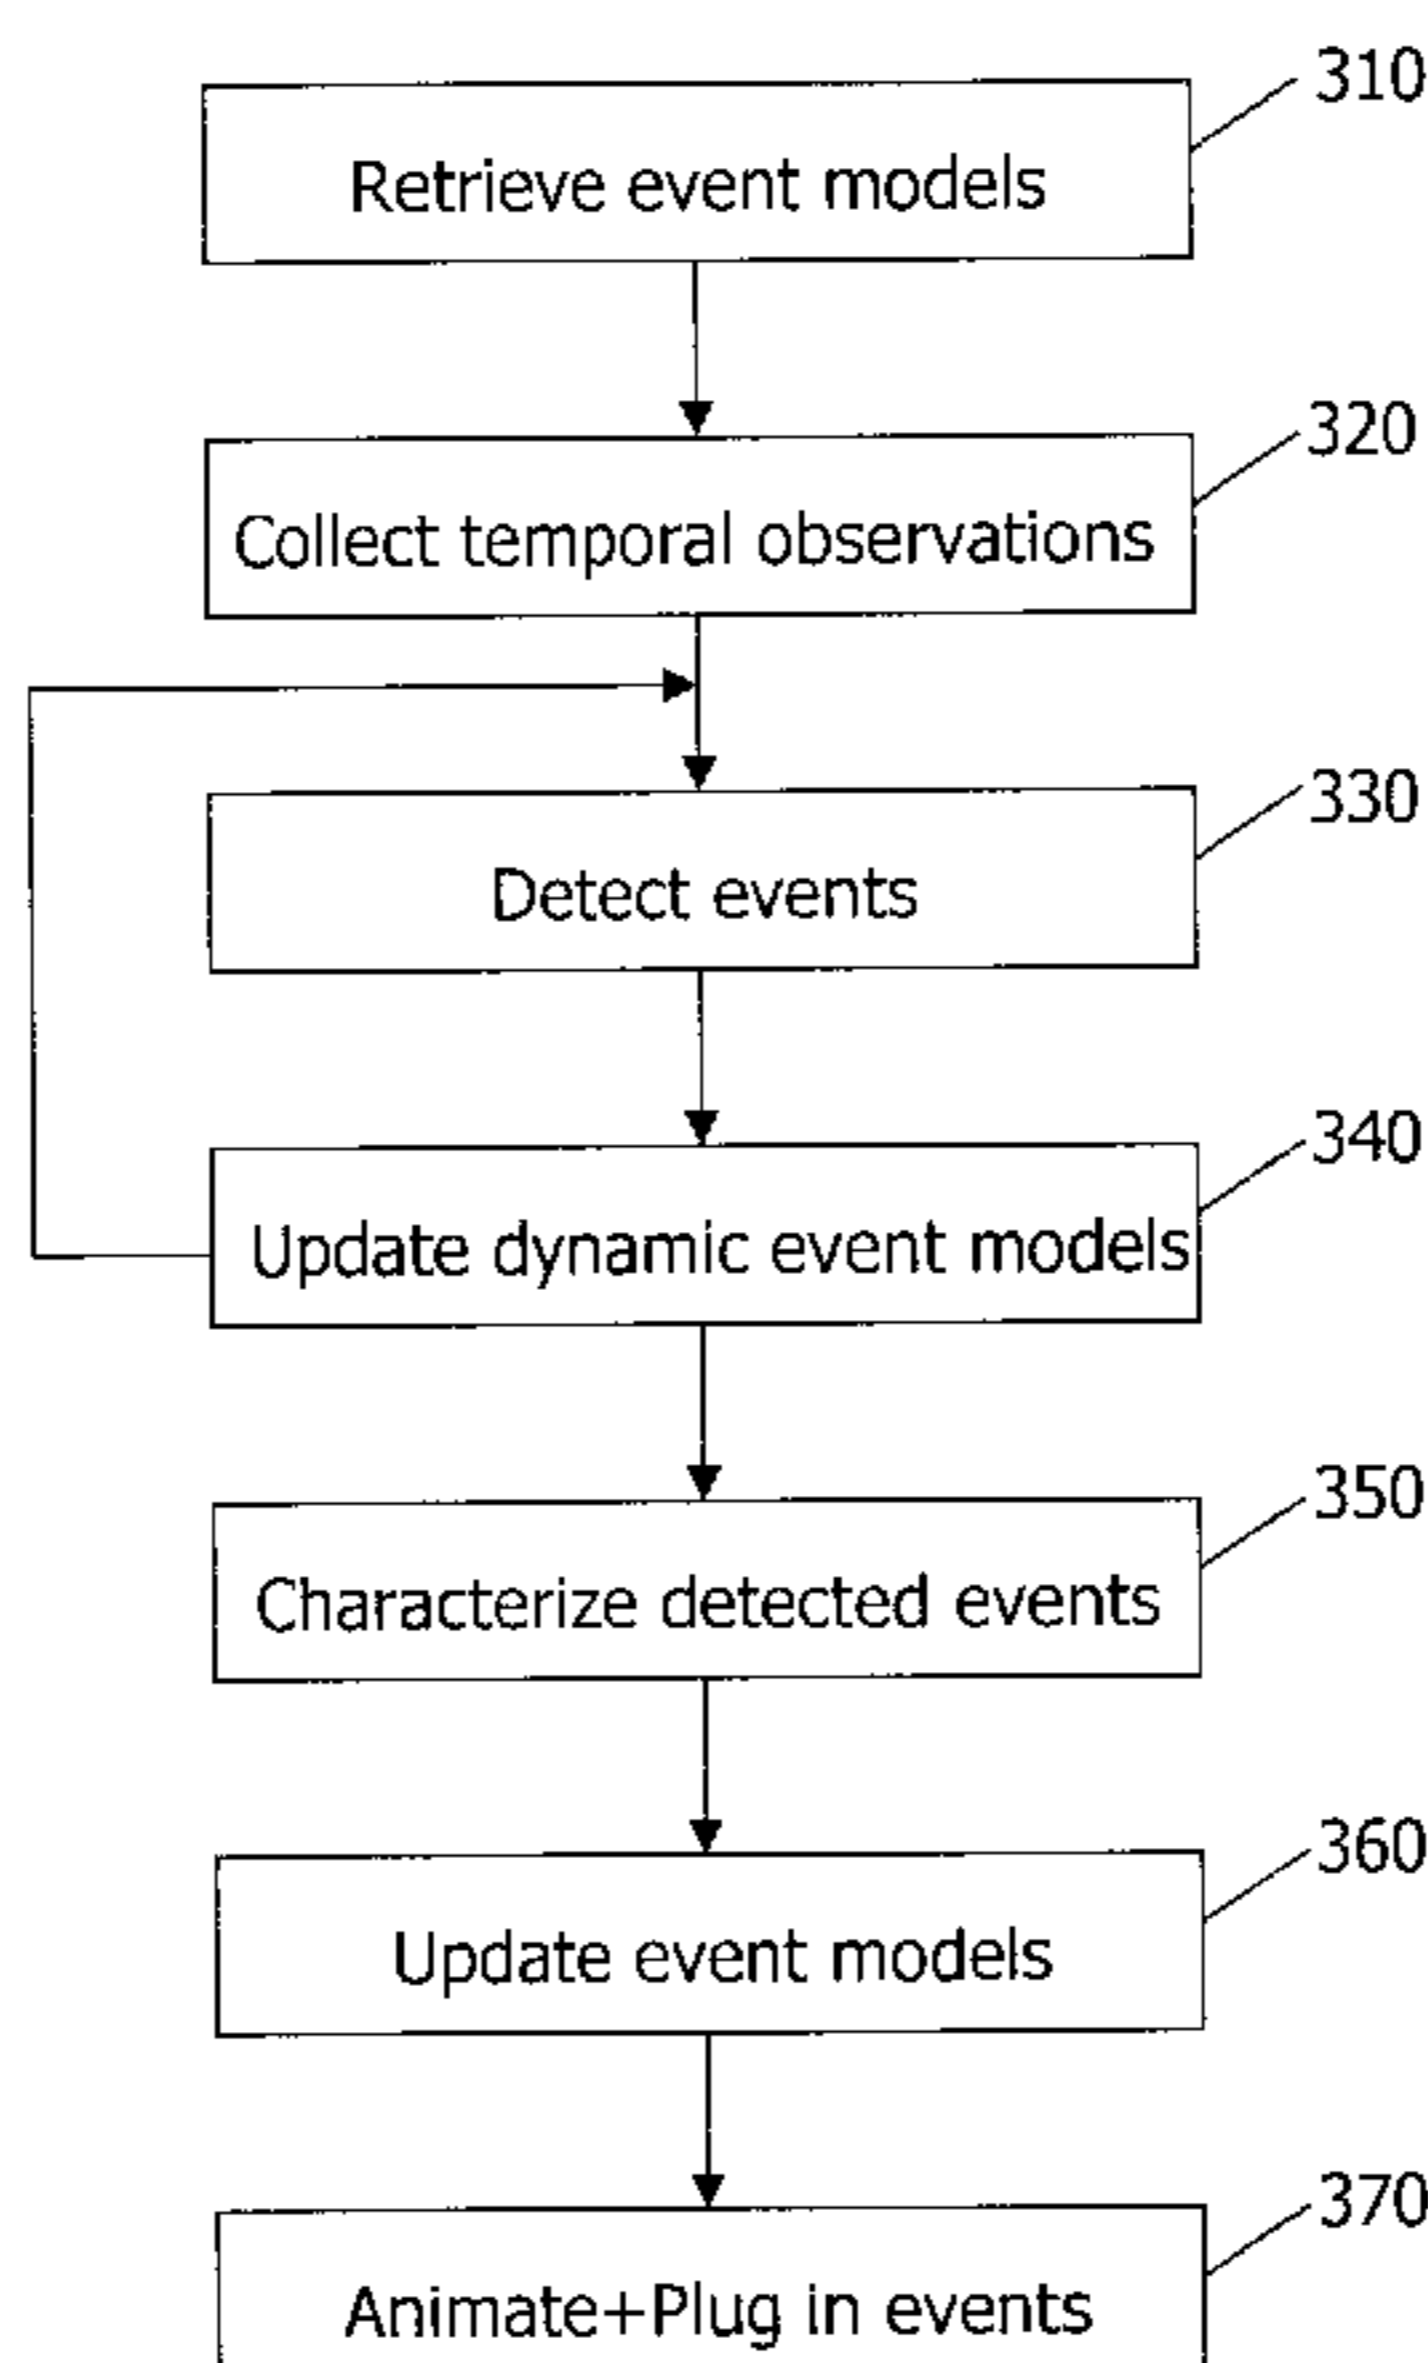 310
Retrieve event models
320
Collect temporal observations
330
Detect events
340
Update dynamic event models
350
Characterize detected events
360
Update event models
370
Animate+Plug in events